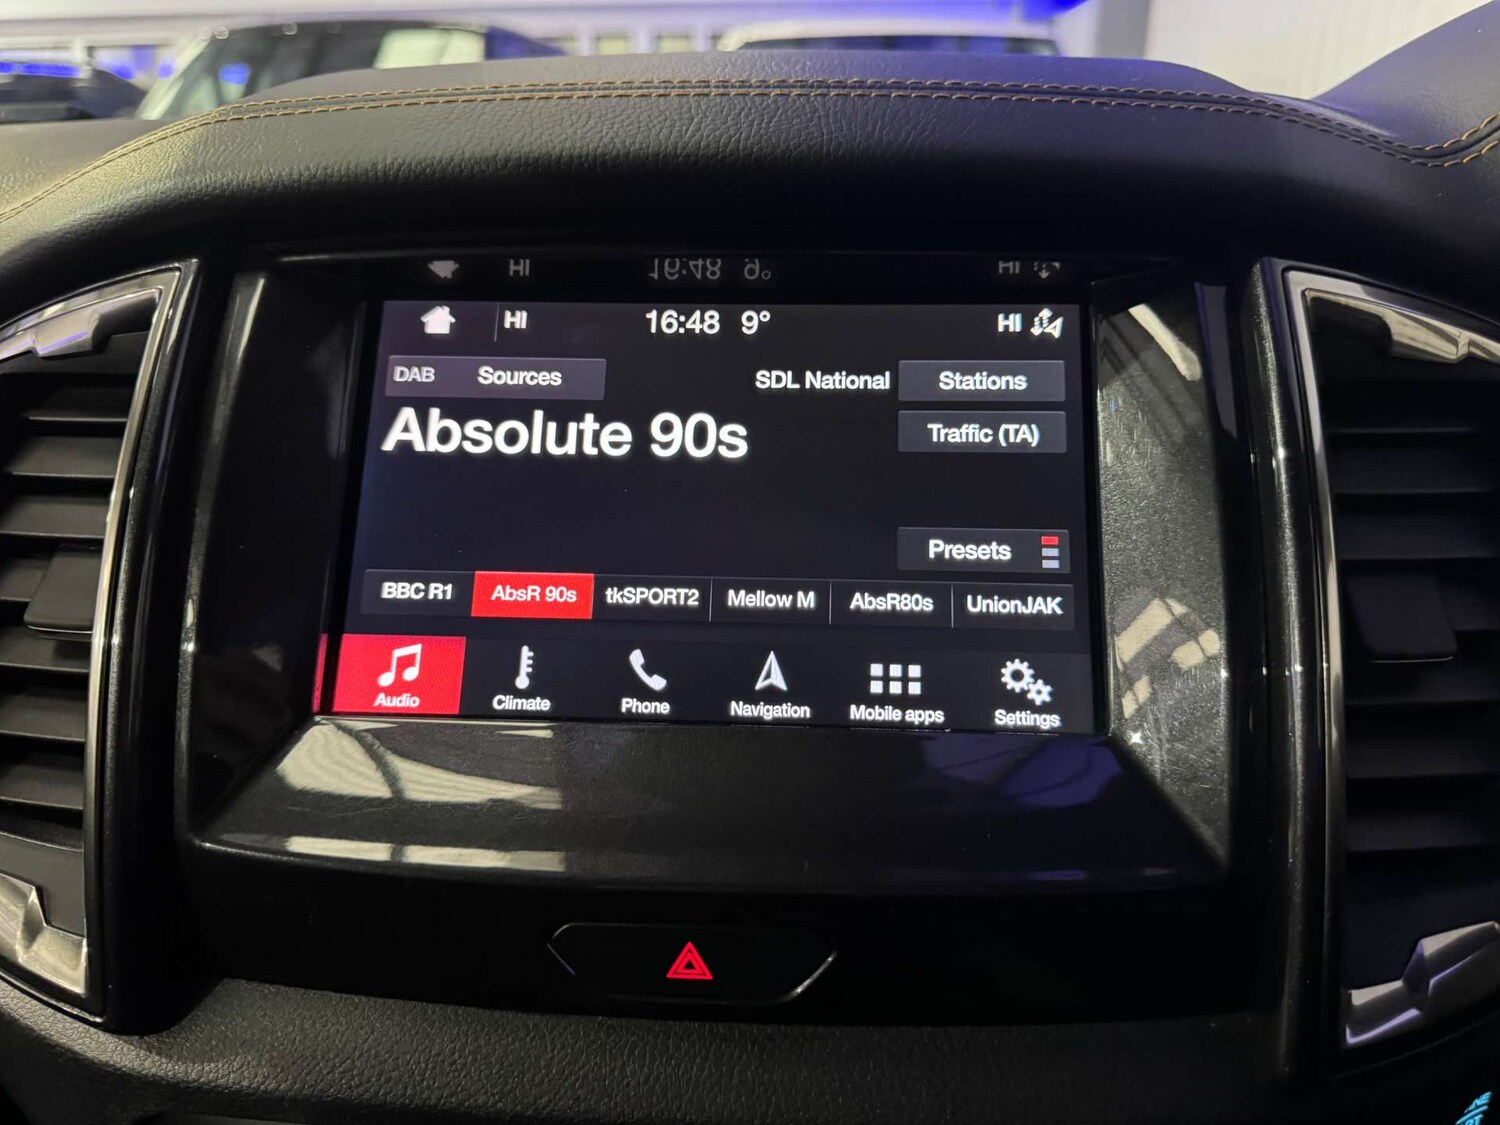 HI 16:48 9° HI
DAB Sources SDL National Stations
Absolute 90s
Traffic (TA)
Presets
BBC R1 AbsR 90s tkSPORT2 Mellow M AbsR80s UnionJAK
Audio Climate Phone Navigation Mobile apps Settings